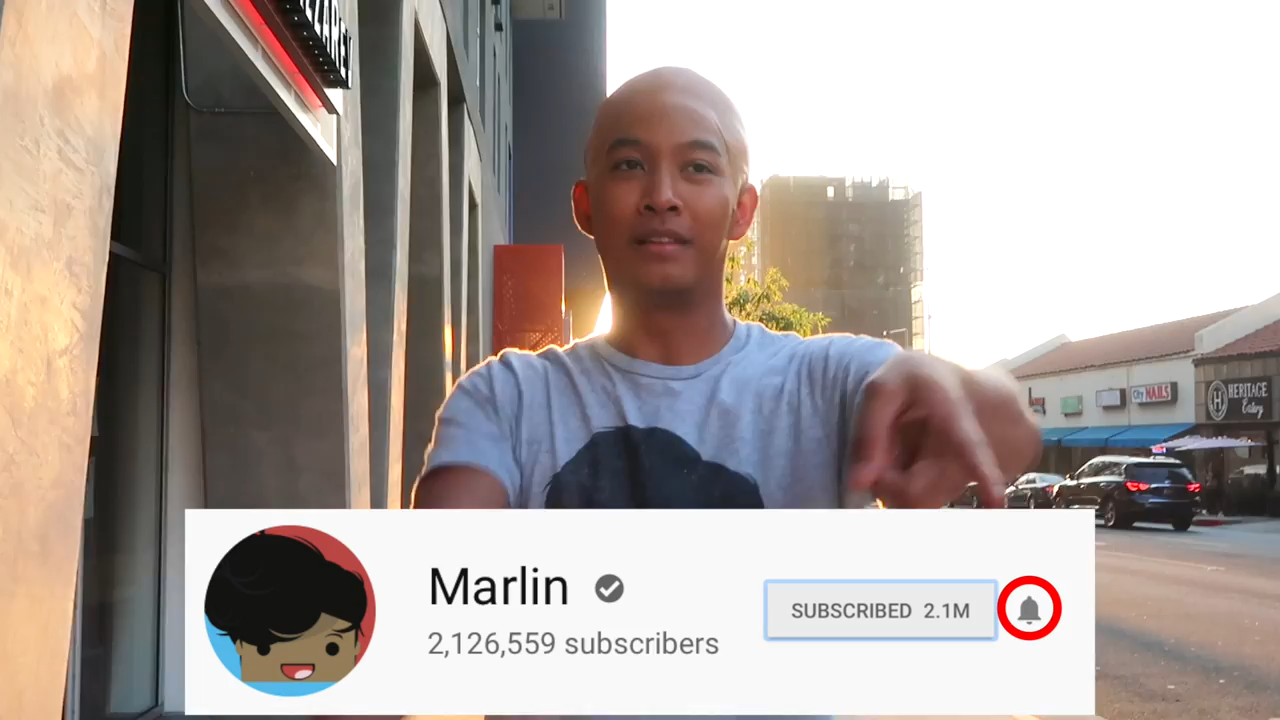 City NAILS
H HERITAGE
Eatery
Marlin
2,126,559 subscribers
SUBSCRIBED 2.1M